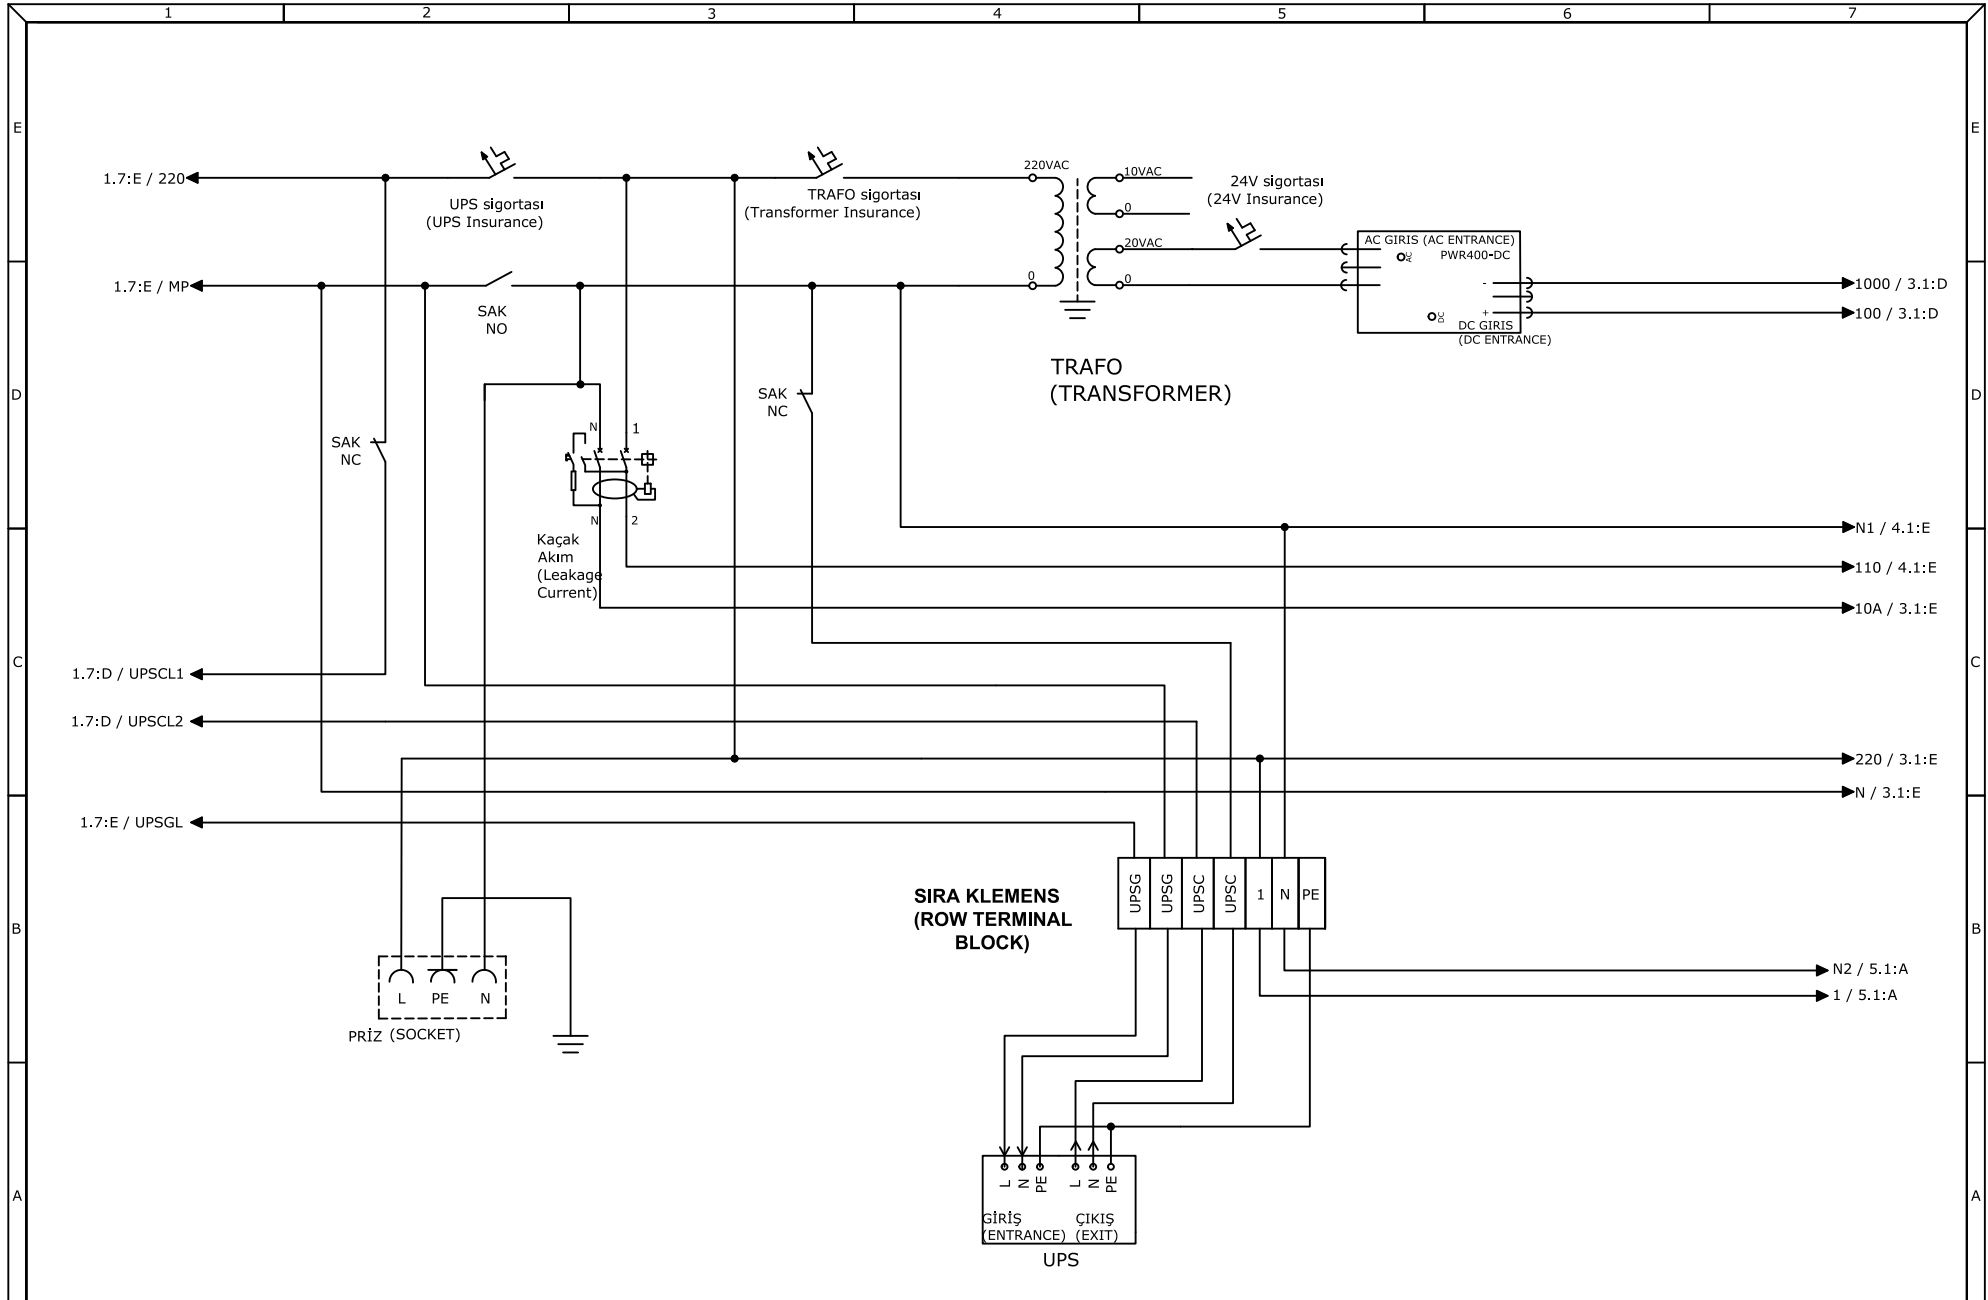 1 2 3 4 5 6 7
E E
220VAC
10VAC
1.7:E / 220
24V sigortası
(24V Insurance)
TRAFO sigortası
(Transformer Insurance)
UPS sigortası
(UPS Insurance)
0
20VAC
AC GIRIS (AC ENTRANCE)
PWR400-DC
AC
0
0
1.7:E / MP
-
1000 / 3.1:D
SAK
NO
+
100 / 3.1:D
DC
DC GIRIS
(DC ENTRANCE)
TRAFO
(TRANSFORMER)
D D
SAK
NC
N 1
SAK
NC
N 2
N1 / 4.1:E
Kaçak
Akım
(Leakage
Current)
110 / 4.1:E
10A / 3.1:E
C C
1.7:D / UPSCL1
1.7:D / UPSCL2
220 / 3.1:E
N / 3.1:E
1.7:E / UPSGL
UPSG UPSG UPSC UPSC 1 N PE
SIRA KLEMENS
(ROW TERMINAL
BLOCK)
B B
N2 / 5.1:A
1 / 5.1:A
L PE N
PRİZ (SOCKET)
L N PE L N PE
A A
GİRİŞ ÇIKIŞ
(ENTRANCE) (EXIT)
UPS